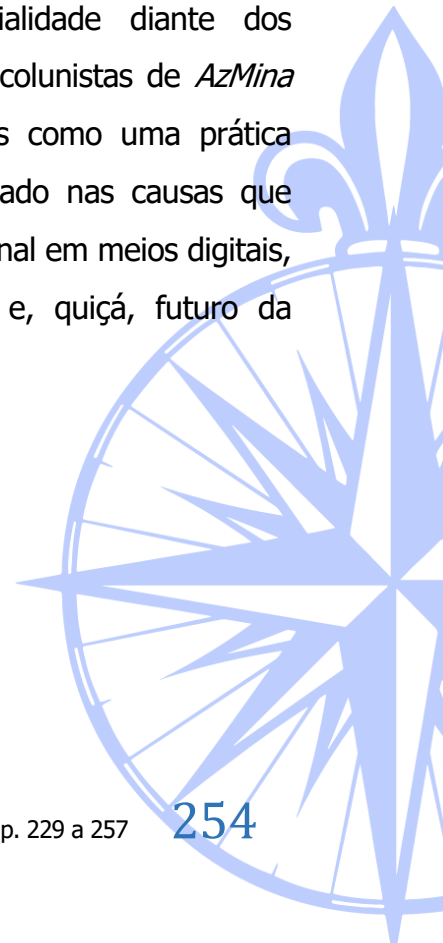 ialidade diante dos
colunistas de AzMina
s como uma prática
ado nas causas que
nal em meios digitais,
e, quiçá, futuro da
p. 229 a 257 254